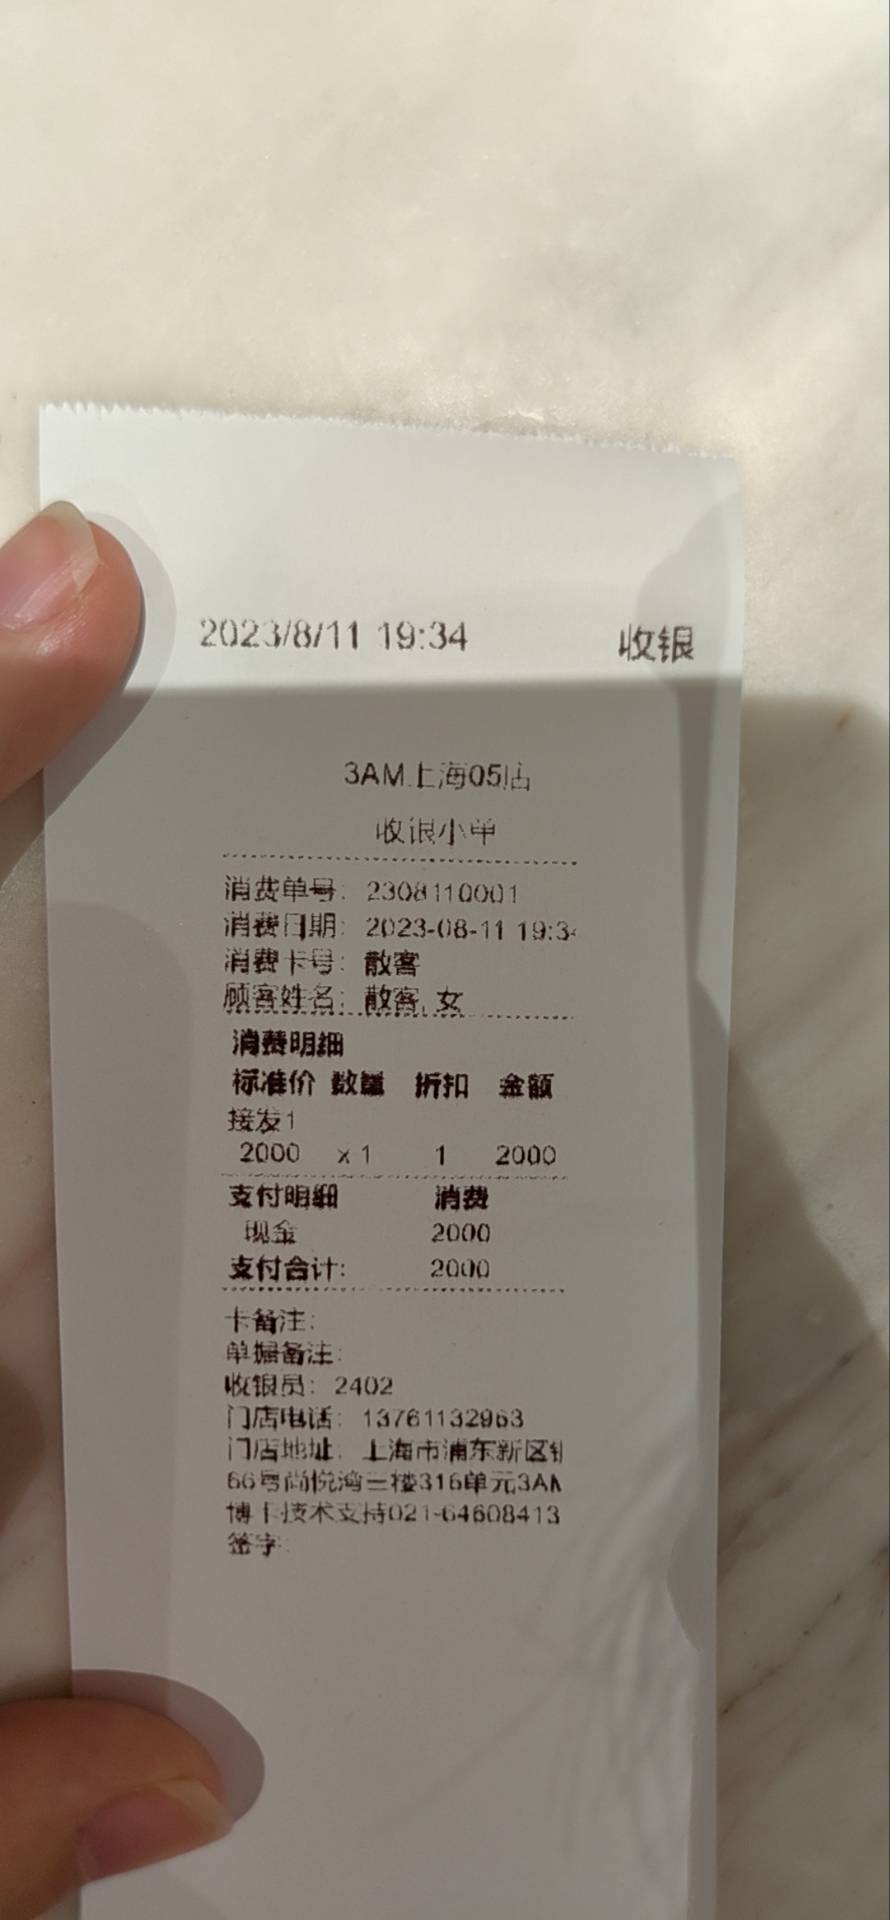 2023/8/11 19:34 收银
3AM上海05店
收银小单
消费单号：2308110001
消费日期：2023-08-11 19:3
消费卡号：散客
顾客姓名：散客,女
消费明细
标准价 数量 折扣 金额
接发1
2000 x1 1 2000
支付明细 消费
现金 2000
支付合计: 2000
卡备注:
单据备注:
收银员：2402
门店电话：13761132963
门店地址：上海市浦东新区
66号尚悦湾三楼316单元3AM
博卡技术支持021-64608413
签字: